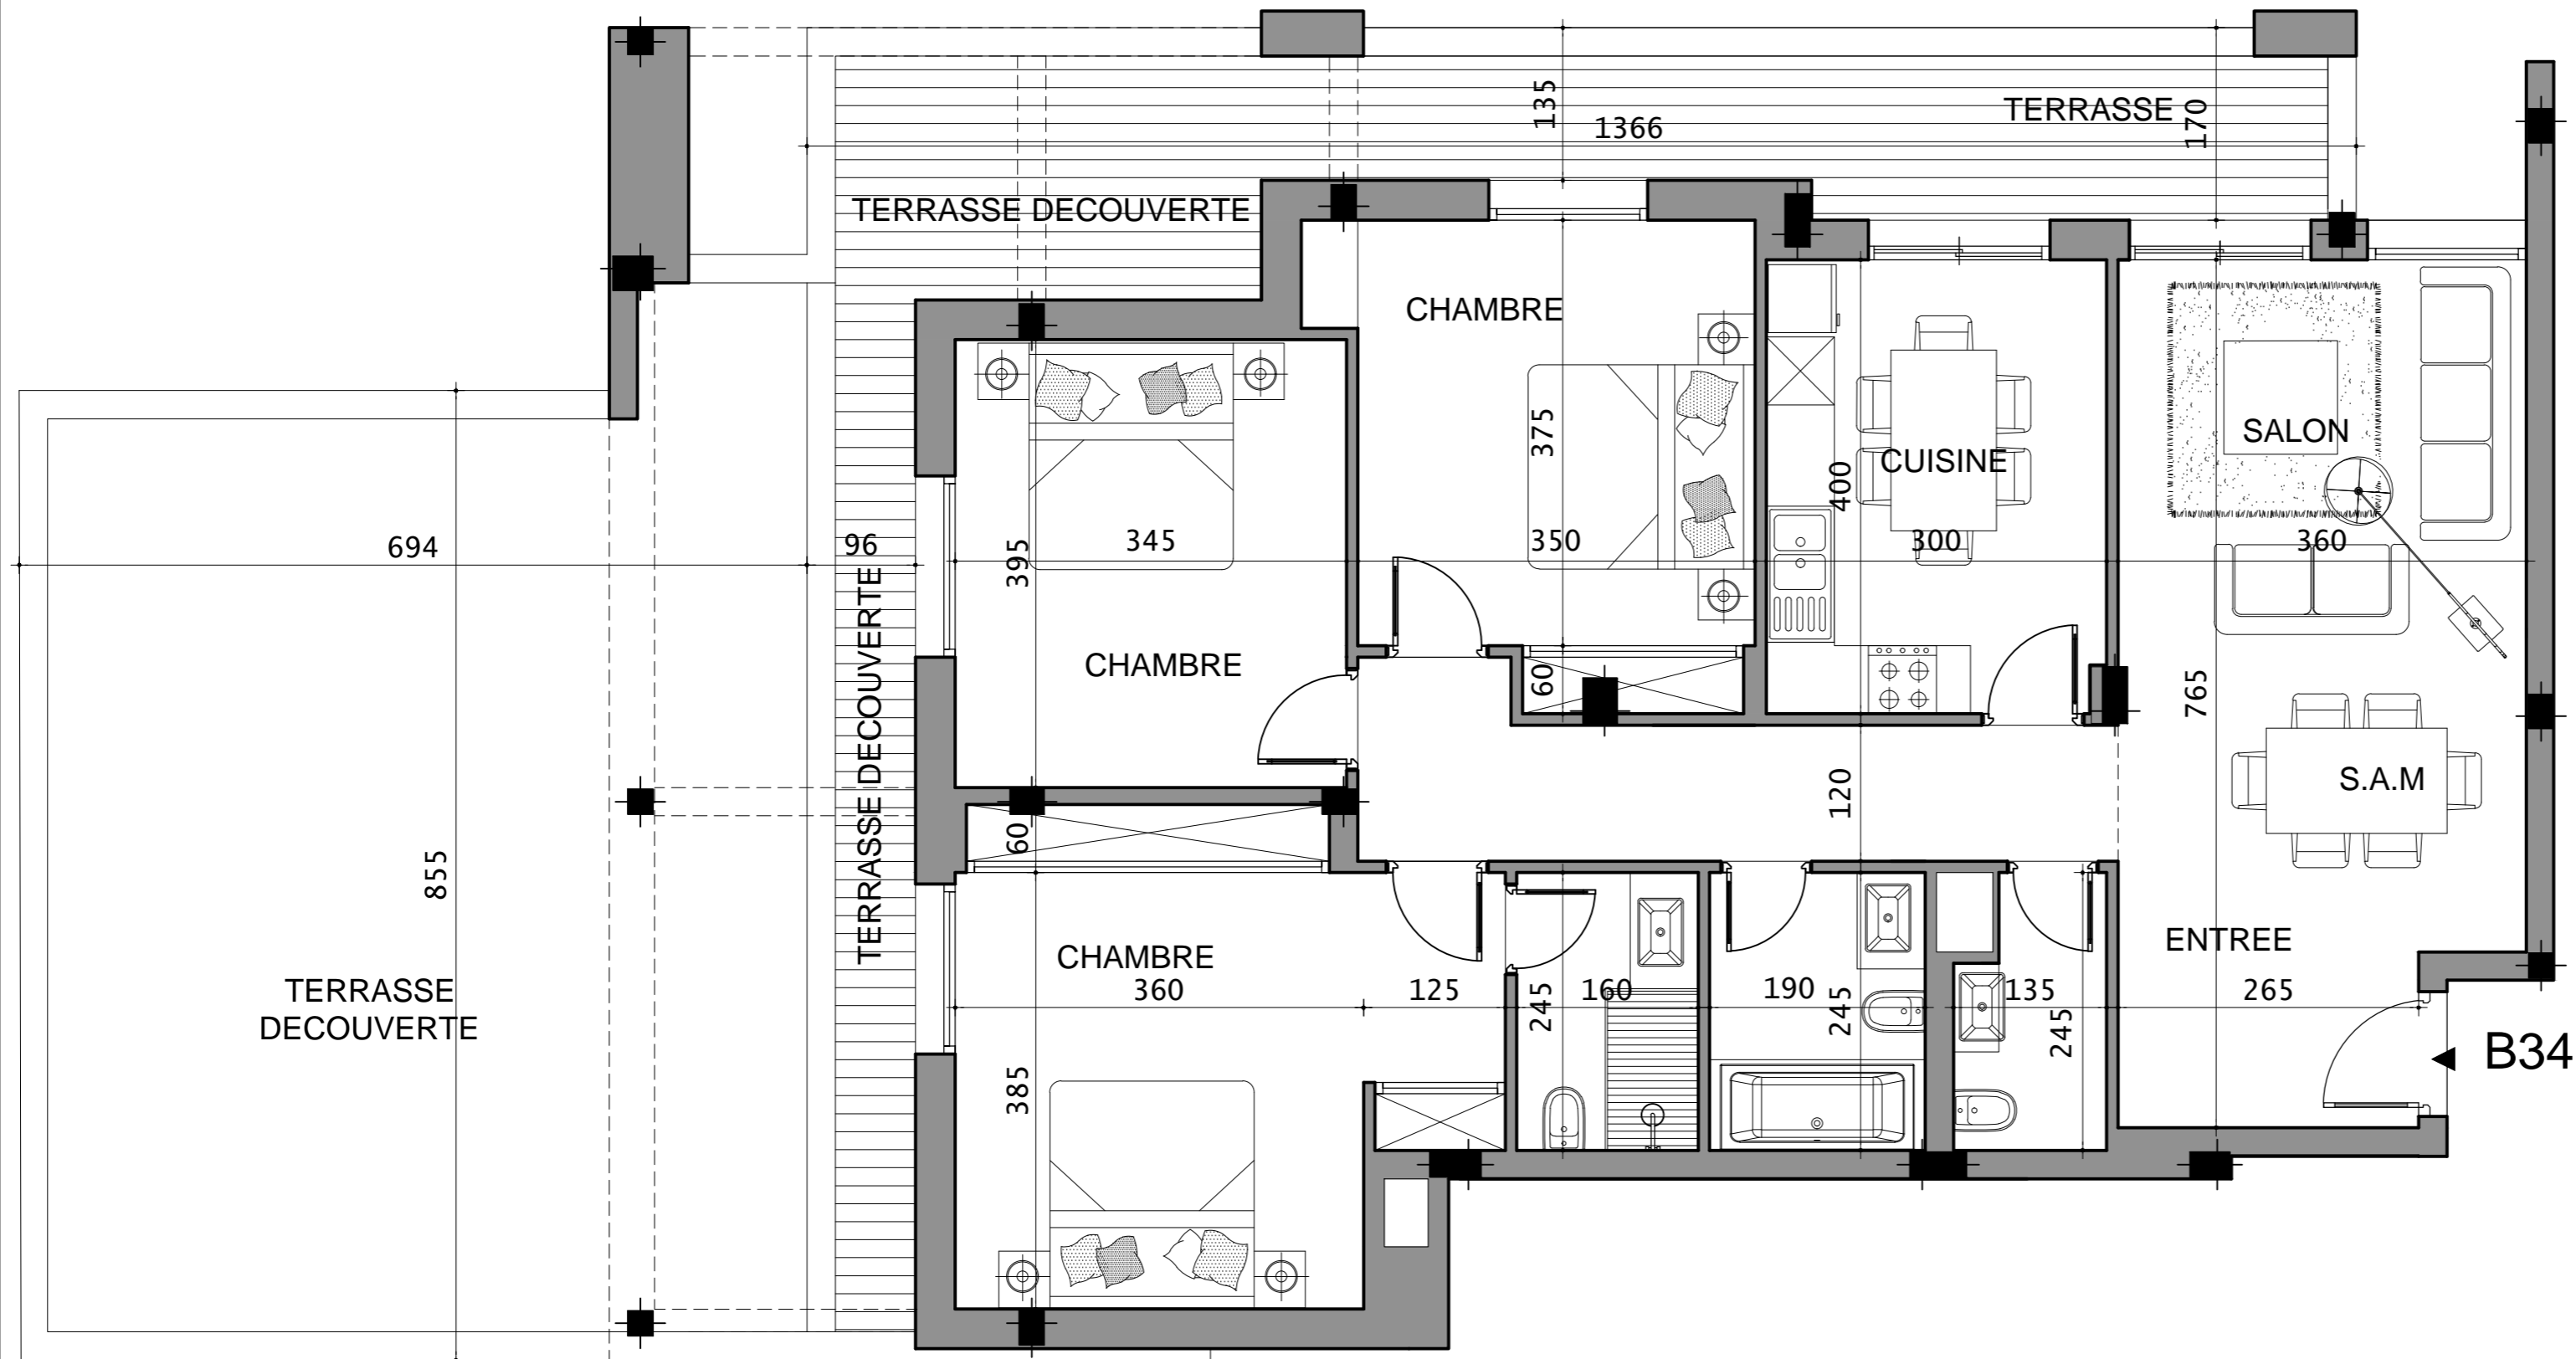 135
TERRASSE
170
1366
TERRASSE DECOUVERTE
CHAMBRE
375
400
CUISINE
SALON
694
96
395
345
350
300
360
TERRASSE DECOUVERTE
CHAMBRE
60
765
S.A.M
120
60
855
ENTREE
CHAMBRE
360
125
245
160
190
245
135
245
265
TERRASSE
DECOUVERTE
B34
385